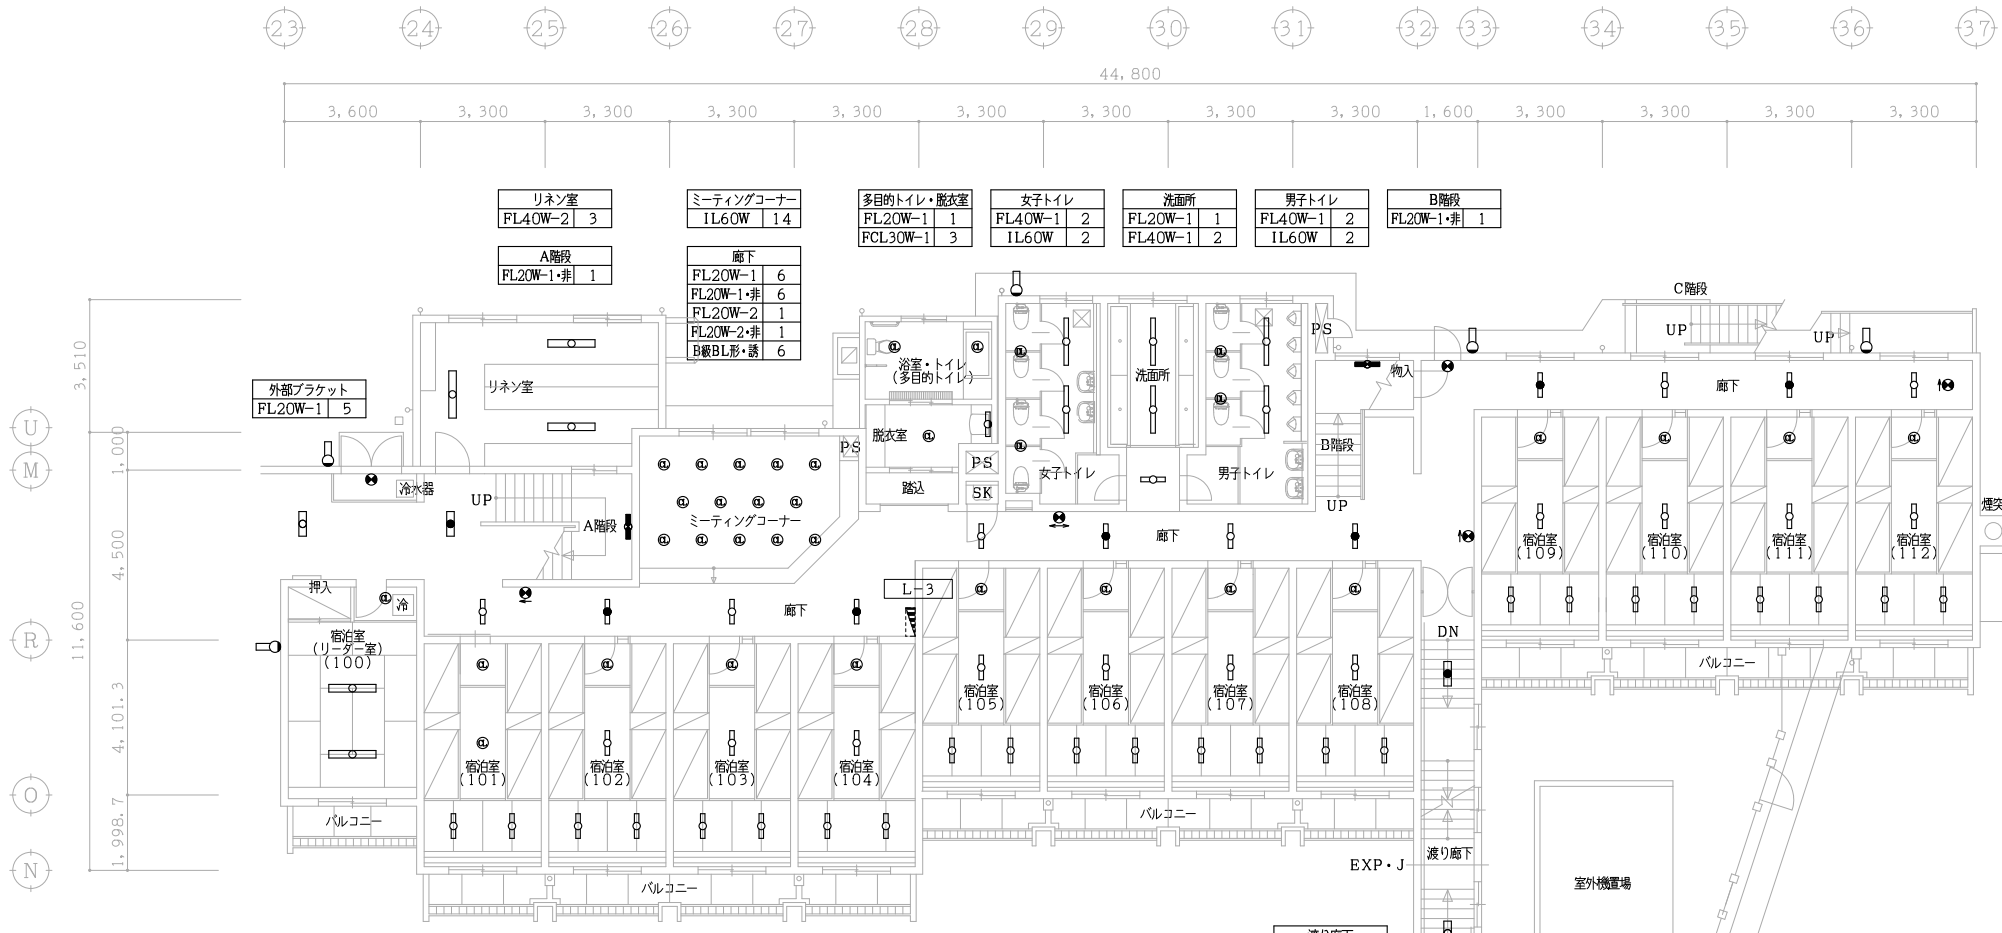 23 24 25 26 27 28 29 30 31 32 33 34 35 36 37
44,800
3,600 3,300 3,300 3,300 3,300 3,300 3,300 3,300 3,300 1,600 3,300 3,300 3,300 3,300
リネン室
FL40W-2 3
ミーティングコーナー
IL60W 14
多目的トイレ・脱衣室
FL20W-1 1
FCL30W-1 3
女子トイレ
FL40W-1 2
IL60W 2
洗面所
FL20W-1 1
FL40W-1 2
男子トイレ
FL40W-1 2
IL60W 2
B階段
FL20W-1・非 1
A階段
FL20W-1・非 1
廊下
FL20W-1 6
FL20W-1・非 6
FL20W-2 1
FL20W-2・非 1
B級BL形・誘 6
外部ブラケット
FL20W-1 5
C階段
UP
UP
PS
物入
廊下
浴室・トイレ
(多目的トイレ)
洗面所
リネン室
脱衣室
PS
PS
B階段
女子トイレ
男子トイレ
踏込
SK
UP
冷水器
UP
A階段
ミーティングコーナー
廊下
煙突
宿泊室
(109)
宿泊室
(110)
宿泊室
(111)
宿泊室
(112)
押入
冷
L-3
廊下
DN
宿泊室
(リーダー室)
(100)
宿泊室
(105)
宿泊室
(106)
宿泊室
(107)
宿泊室
(108)
バルコニー
宿泊室
(101)
宿泊室
(102)
宿泊室
(103)
宿泊室
(104)
バルコニー
バルコニー
渡り廊下
EXP・J
バルコニー
室外機置場
渡り廊下
U
M
R
O
N
3,510
1,000
4,500
11,600
4,101.3
1,998.7